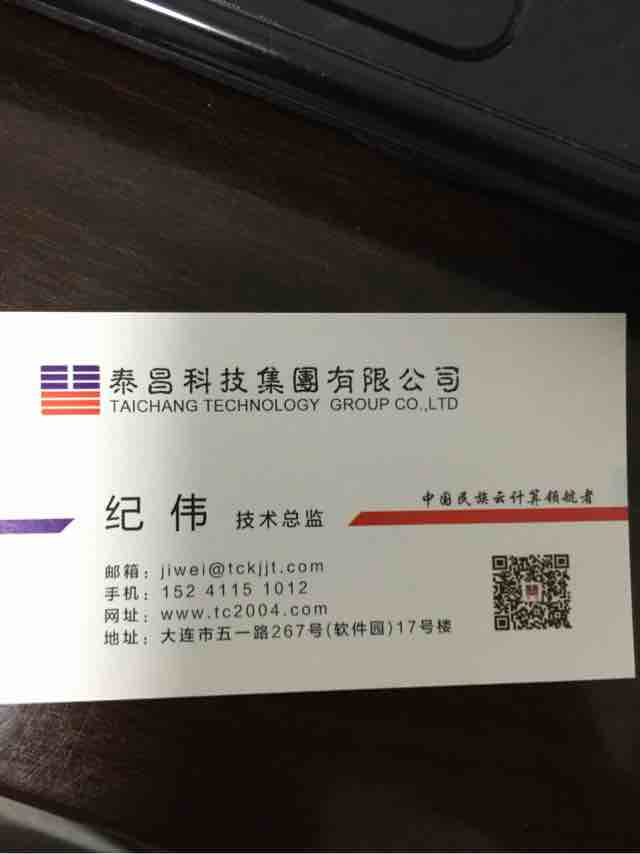 泰昌科技集團有限公司
TAICHANG TECHNOLOGY GROUP CO.,LTD
纪伟 技术总监
中国民族云计算领航者
邮箱：jiwei@tckjjt.com
手机：152 4115 1012
网址：www.tc2004.com
地址：大连市五一路267号(软件园)17号楼